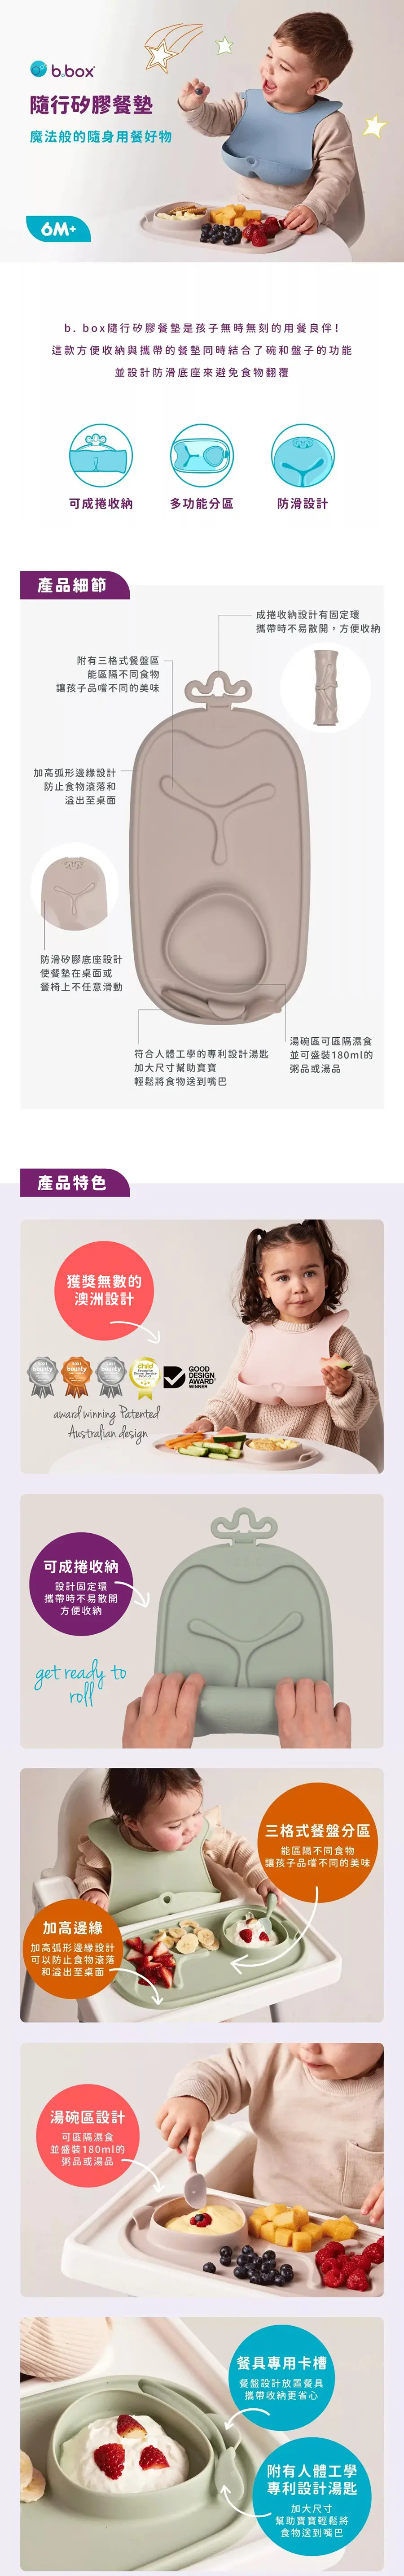 b.box
隨行矽膠餐墊
魔法般的隨身用餐好物
6M+
b. box隨行矽膠餐墊是孩子無時無刻的用餐良伴!
這款方便收納與攜帶的餐墊同時結合了碗和盤子的功能
並設計防滑底座來避免食物翻覆
可成捲收納
多功能分區
防滑設計
產品細節
成捲收納設計有固定環
攜帶時不易散開，方便收納
附有三格式餐盤區
能區隔不同食物
讓孩子品嚐不同的美味
加高弧形邊緣設計
防止食物滾落和
溢出至桌面
防滑矽膠底座設計
使餐墊在桌面或
餐椅上不任意滑動
符合人體工學的專利設計湯匙
加大尺寸幫助寶寶
輕鬆將食物送到嘴巴
湯碗區可區隔濕食
並可盛裝180ml的
粥品或湯品
產品特色
獲獎無數的
澳洲設計
bounty
bounty
bounty
child
GOOD
DESIGN
AWARD
WINNER
award winning Patented
Australian design
可成捲收納
設計固定環
攜帶時不易散開
方便收納
get ready to
roll
三格式餐盤分區
能區隔不同食物
讓孩子品嚐不同的美味
加高邊緣
加高弧形邊緣設計
可以防止食物滾落
和溢出至桌面
湯碗區設計
可區隔濕食
並盛裝180ml的
粥品或湯品
餐具專用卡槽
餐盤設計放置餐具
攜帶收納更省心
附有人體工學
專利設計湯匙
加大尺寸
幫助寶寶輕鬆將
食物送到嘴巴